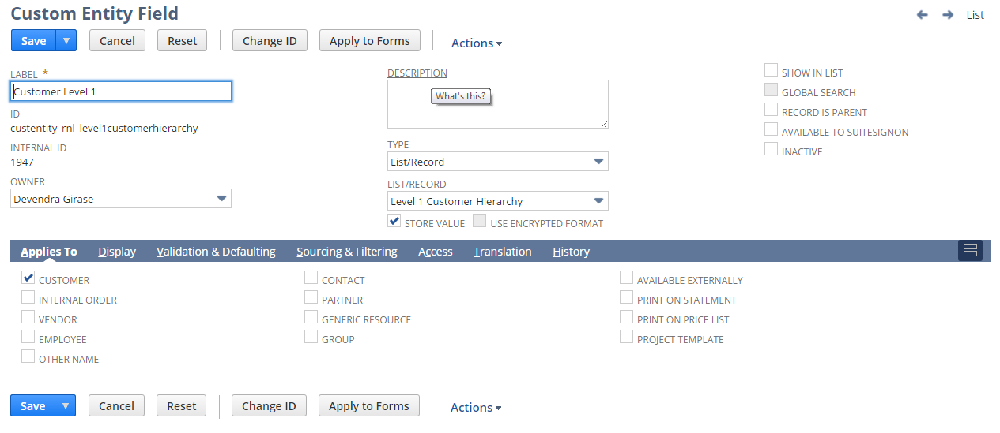 Custom Entity Field
List
Save Cancel Reset Change ID Apply to Forms Actions
LABEL *
Customer Level 1
ID
custentity_rnl_level1customerhierarchy
INTERNAL ID
1947
OWNER
Devendra Girase
DESCRIPTION
What's this?
TYPE
List/Record
LIST/RECORD
Level 1 Customer Hierarchy
STORE VALUE USE ENCRYPTED FORMAT
SHOW IN LIST
GLOBAL SEARCH
RECORD IS PARENT
AVAILABLE TO SUITESIGNON
INACTIVE
Applies To Display Validation & Defaulting Sourcing & Filtering Access Translation History
CUSTOMER
INTERNAL ORDER
VENDOR
EMPLOYEE
OTHER NAME
CONTACT
PARTNER
GENERIC RESOURCE
GROUP
AVAILABLE EXTERNALLY
PRINT ON STATEMENT
PRINT ON PRICE LIST
PROJECT TEMPLATE
Save Cancel Reset Change ID Apply to Forms Actions